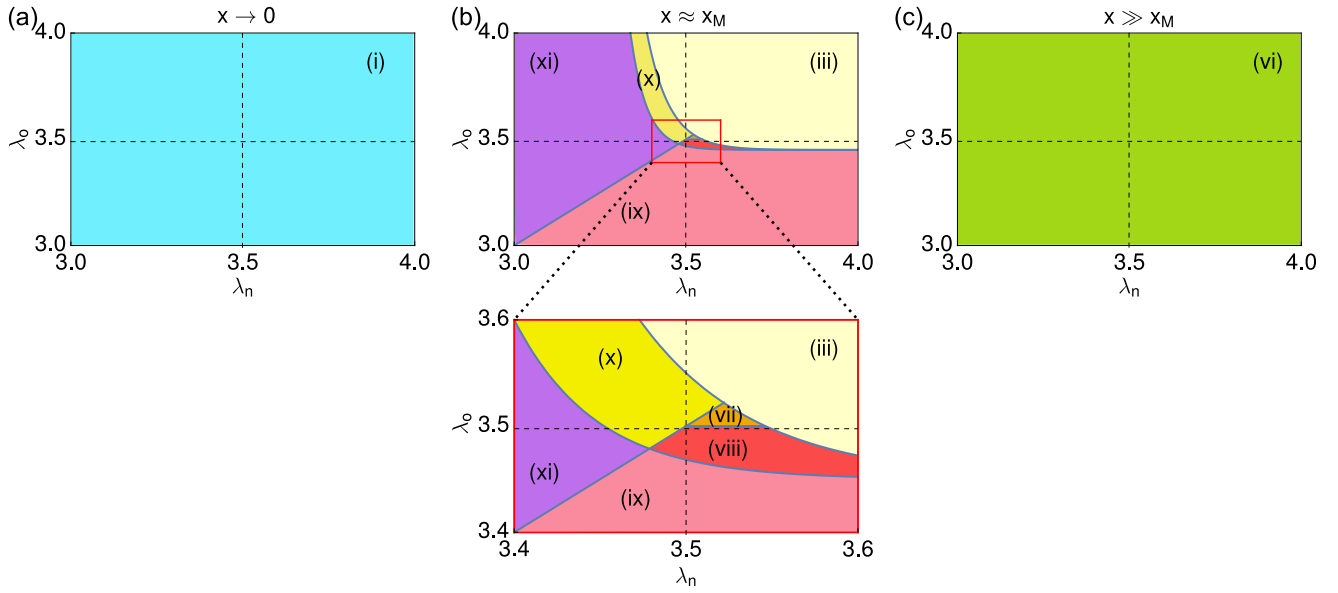 (a) x → 0
4.0
(i)
λo 3.5
3.0
3.0 3.5 4.0
λn
(b) x ≈ xM
4.0
(xi) (x) (iii)
λo 3.5
(ix)
3.0
3.0 3.5 4.0
λn
3.6
(x) (iii)
(vii)
λo 3.5
(viii)
(xi)
(ix)
3.4
3.4 3.5 3.6
λn
(c) x ≫ xM
4.0
(vi)
λo 3.5
3.0
3.0 3.5 4.0
λn